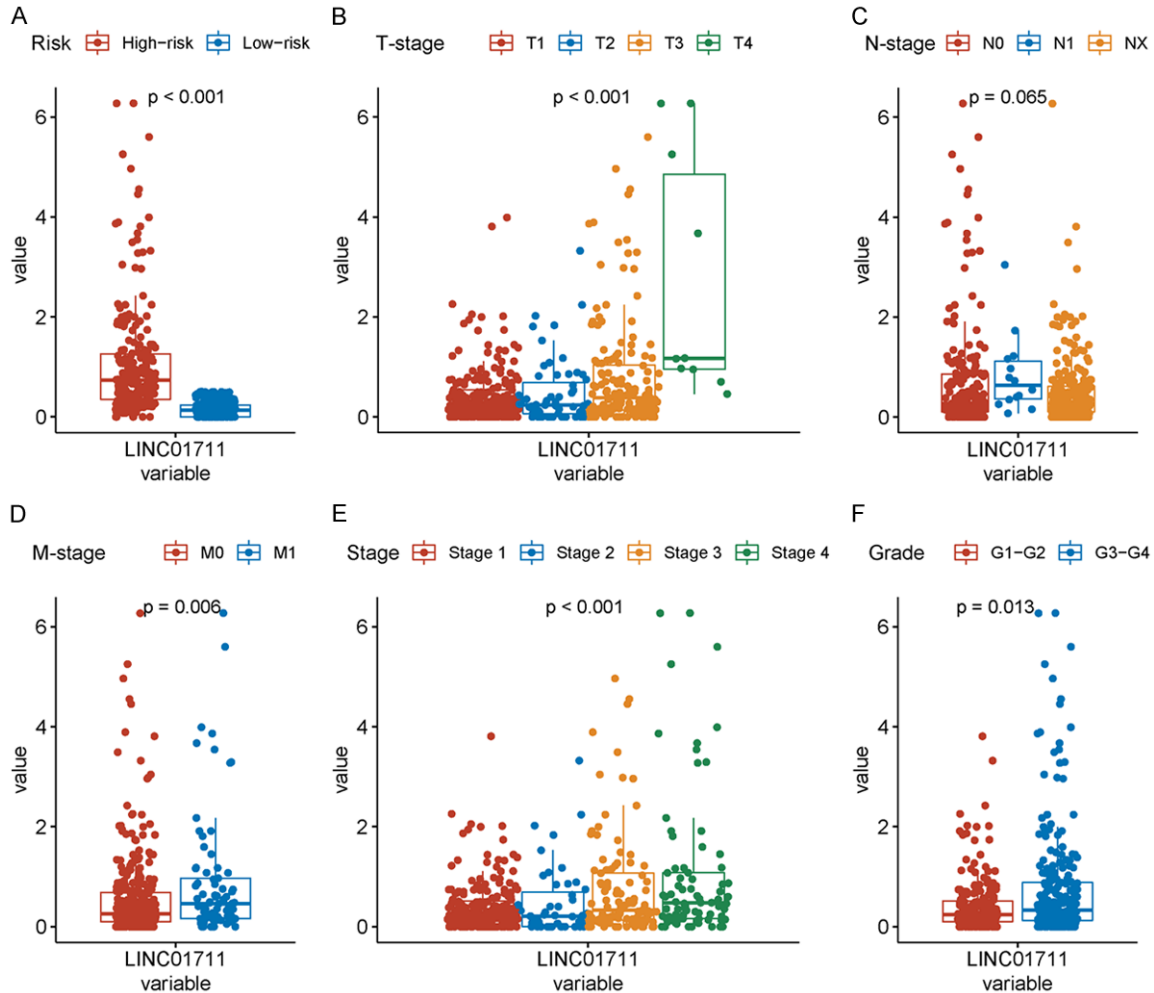 A
Risk High-risk Low-risk
p < 0.001
6
4
2
0
value
LINC01711
variable
B
T-stage T1 T2 T3 T4
p < 0.001
6
4
2
0
value
LINC01711
variable
C
N-stage N0 N1 NX
p = 0.065
6
4
2
0
value
LINC01711
variable
D
M-stage M0 M1
p = 0.006
6
4
2
0
value
LINC01711
variable
E
Stage Stage 1 Stage 2 Stage 3 Stage 4
p < 0.001
6
4
2
0
value
LINC01711
variable
F
Grade G1-G2 G3-G4
p = 0.013
6
4
2
0
value
LINC01711
variable